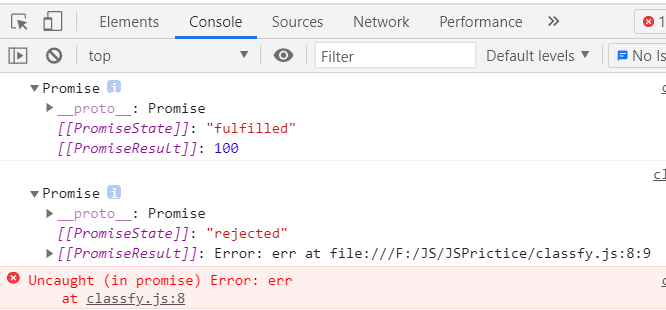 Elements Console Sources Network Performance » 1
top Filter Default levels ▼ No Is
▼Promise i
▶__proto__: Promise
[[PromiseState]]: "fulfilled"
[[PromiseResult]]: 100
cl
▼Promise i
▶__proto__: Promise
[[PromiseState]]: "rejected"
▶[[PromiseResult]]: Error: err at file:///F:/JS/JSPrictice/classfy.js:8:9
Uncaught (in promise) Error: err
at classfy.js:8